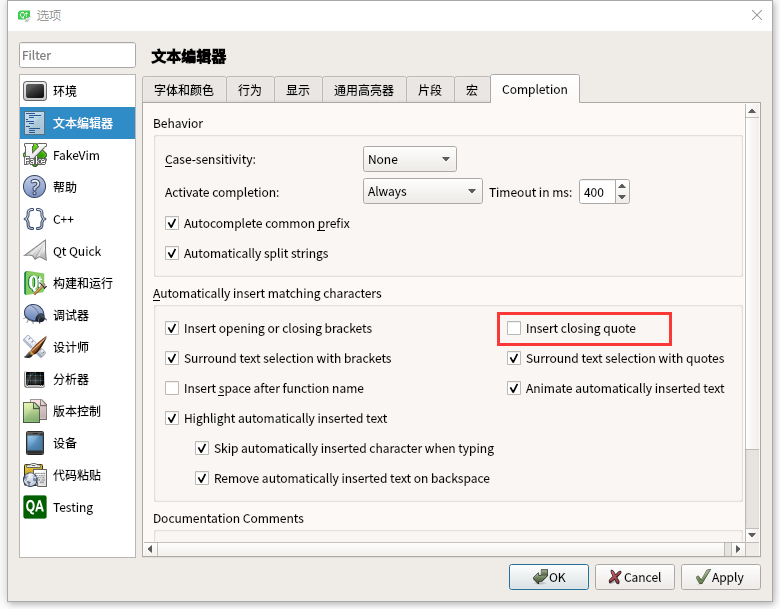 选项
Filter
文本编辑器
环境
文本编辑器
FakeVim
帮助
C++
Qt Quick
构建和运行
调试器
设计师
分析器
版本控制
设备
代码粘贴
QA Testing
字体和颜色 行为 显示 通用高亮器 片段 宏 Completion
Behavior
Case-sensitivity: None
Activate completion: Always Timeout in ms: 400
Autocomplete common prefix
Automatically split strings
Automatically insert matching characters
Insert opening or closing brackets Insert closing quote
Surround text selection with brackets Surround text selection with quotes
Insert space after function name Animate automatically inserted text
Highlight automatically inserted text
Skip automatically inserted character when typing
Remove automatically inserted text on backspace
Documentation Comments
OK Cancel Apply